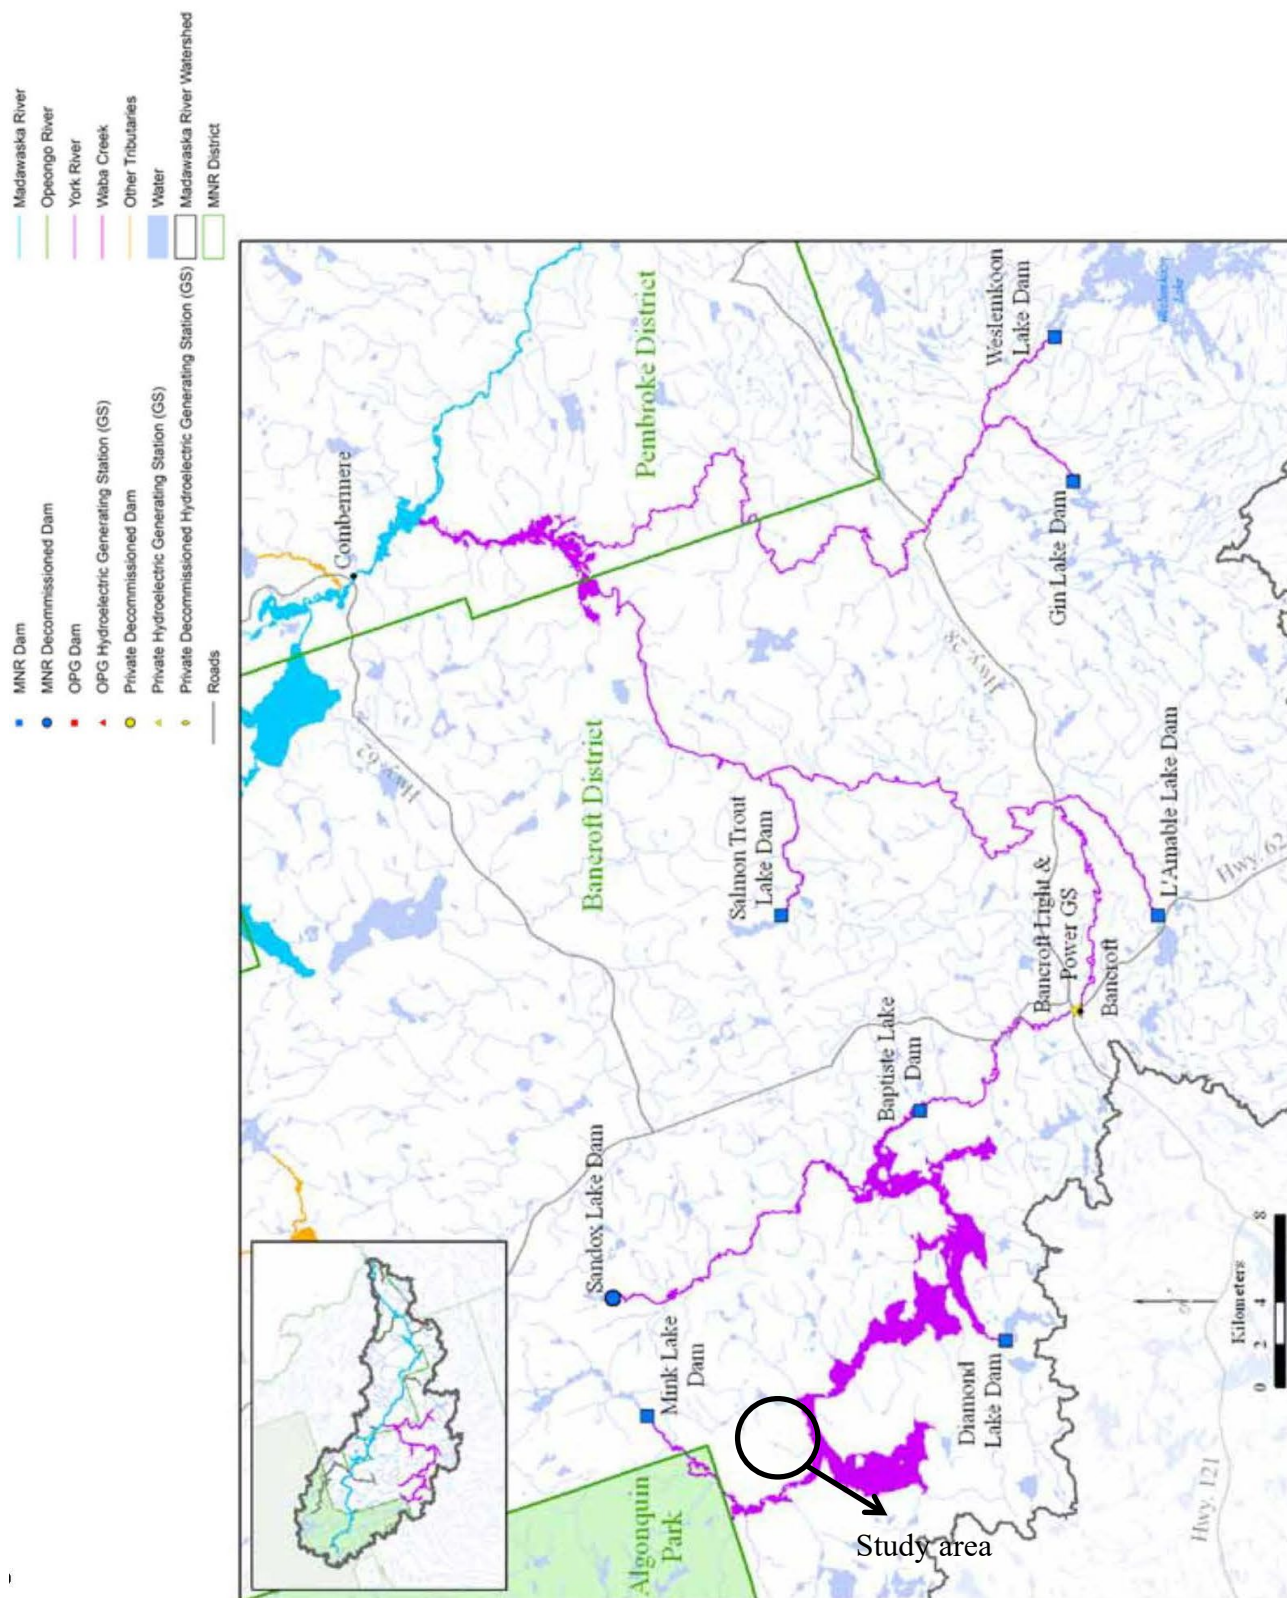 MNR Dam
MNR Decommissioned Dam
OPG Dam
OPG Hydroelectric Generating Station (GS)
Private Decommissioned Dam
Private Hydroelectric Generating Station (GS)
Private Decommissioned Hydroelectric Generating Station (GS)
Roads
Madawaska River
Opeongo River
York River
Waba Creek
Other Tributaries
Water
Madawaska River Watershed
MNR District
Combermere
Pembroke District
Weslemkoon
Lake Dam
Weslemkoon
Lake
Gin Lake Dam
Hwy. 28
Hwy. 62
Bancroft District
Salmon Trout
Lake Dam
L'Amable Lake Dam
Hwy. 62
Bancroft Light &
Power GS
Bancroft
Baptiste Lake
Dam
Sandox Lake Dam
Mink Lake
Dam
Diamond
Lake Dam
Algonquin
Park
Study area
Hwy. 121
Kilometers
0 2 4 8